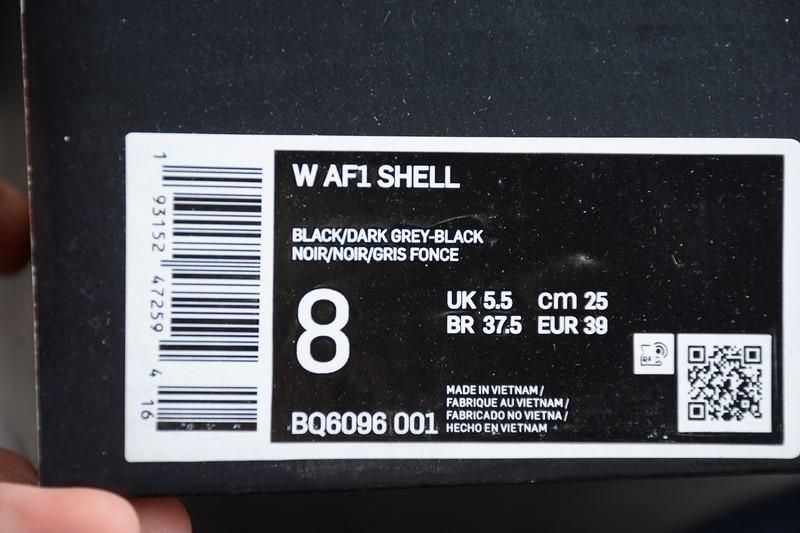 W AF1 SHELL
BLACK/DARK GREY-BLACK
NOIR/NOIR/GRIS FONCE
8
UK 5.5 cm 25
BR 37.5 EUR 39
BQ6096 001
MADE IN VIETNAM /
FABRIQUE AU VIETNAM /
FABRICADO NO VIETNA /
HECHO EN VIETNAM
1 93152 47259 4 16